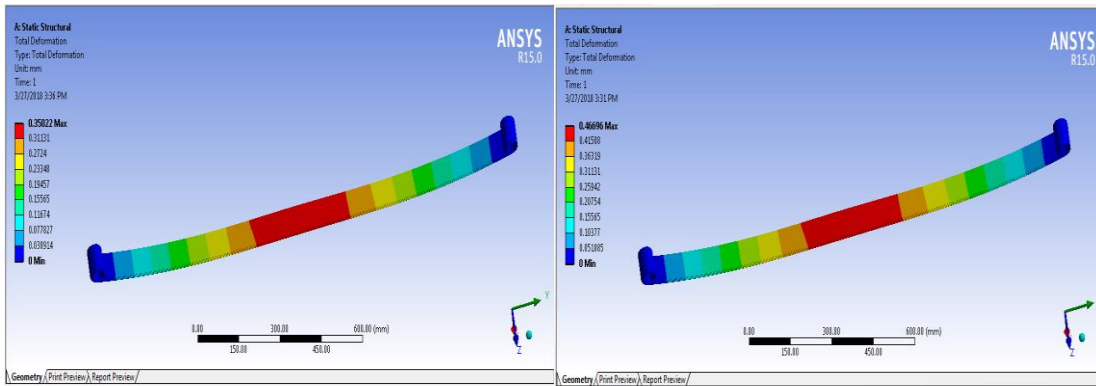 A: Static Structural
Total Deformation
Type: Total Deformation
Unit: mm
Time: 1
3/27/2018 3:36 PM
ANSYS
R15.0
0.35022 Max
0.31131
0.2724
0.23348
0.19457
0.15565
0.11674
0.077827
0.038914
0 Min
0.00 300.00 600.00 (mm)
150.00 450.00
Y
Z
Geometry Print Preview Report Preview
A: Static Structural
Total Deformation
Type: Total Deformation
Unit: mm
Time: 1
3/27/2018 3:31 PM
ANSYS
R15.0
0.46696 Max
0.41508
0.36319
0.31131
0.25942
0.20754
0.15565
0.10377
0.051885
0 Min
0.00 300.00 600.00 (mm)
150.00 450.00
Y
Z
Geometry Print Preview Report Preview